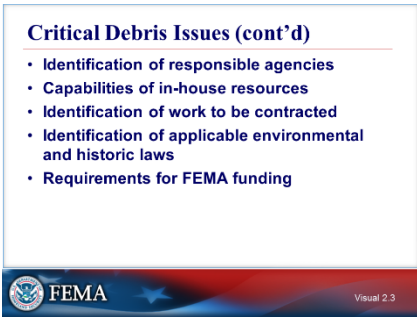 Critical Debris Issues (cont’d)
• Identification of responsible agencies
• Capabilities of in-house resources
• Identification of work to be contracted
• Identification of applicable environmental
and historic laws
• Requirements for FEMA funding
FEMA
Visual 2.3